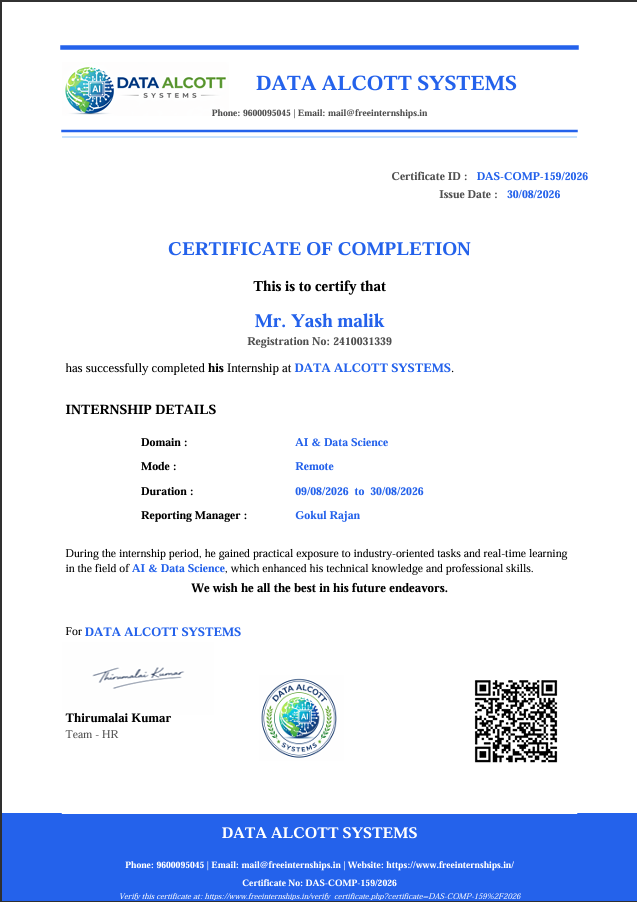 DATA ALCOTT
SYSTEMS
DATA ALCOTT SYSTEMS
Phone: 9600095045 | Email: mail@freeinternships.in
Certificate ID : DAS-COMP-159/2026
Issue Date : 30/08/2026
CERTIFICATE OF COMPLETION
This is to certify that
Mr. Yash malik
Registration No: 2410031339
has successfully completed his Internship at DATA ALCOTT SYSTEMS.
INTERNSHIP DETAILS
Domain : AI & Data Science
Mode : Remote
Duration : 09/08/2026 to 30/08/2026
Reporting Manager : Gokul Rajan
During the internship period, he gained practical exposure to industry-oriented tasks and real-time learning
in the field of AI & Data Science, which enhanced his technical knowledge and professional skills.
We wish he all the best in his future endeavors.
For DATA ALCOTT SYSTEMS
Thirumalai Kumar
Thirumalai Kumar
Team - HR
DATA ALCOTT
AI
SYSTEMS
DATA ALCOTT SYSTEMS
Phone: 9600095045 | Email: mail@freeinternships.in | Website: https://www.freeinternships.in/
Certificate No: DAS-COMP-159/2026
Verify this certificate at: https://www.freeinternships.in/verify_certificate.php?certificate=DAS-COMP-159%2F2026